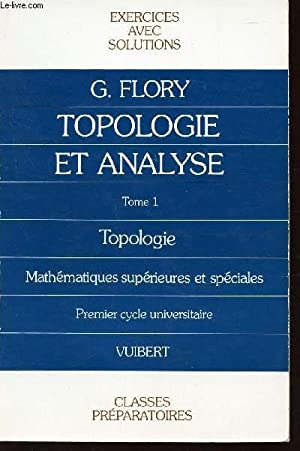 Le-livre.com
EXERCICES
AVEC
SOLUTIONS
G. FLORY
TOPOLOGIE
ET ANALYSE
Tome 1
Topologie
Mathématiques supérieures et spéciales
Premier cycle universitaire
VUIBERT
CLASSES
PRÉPARATOIRES